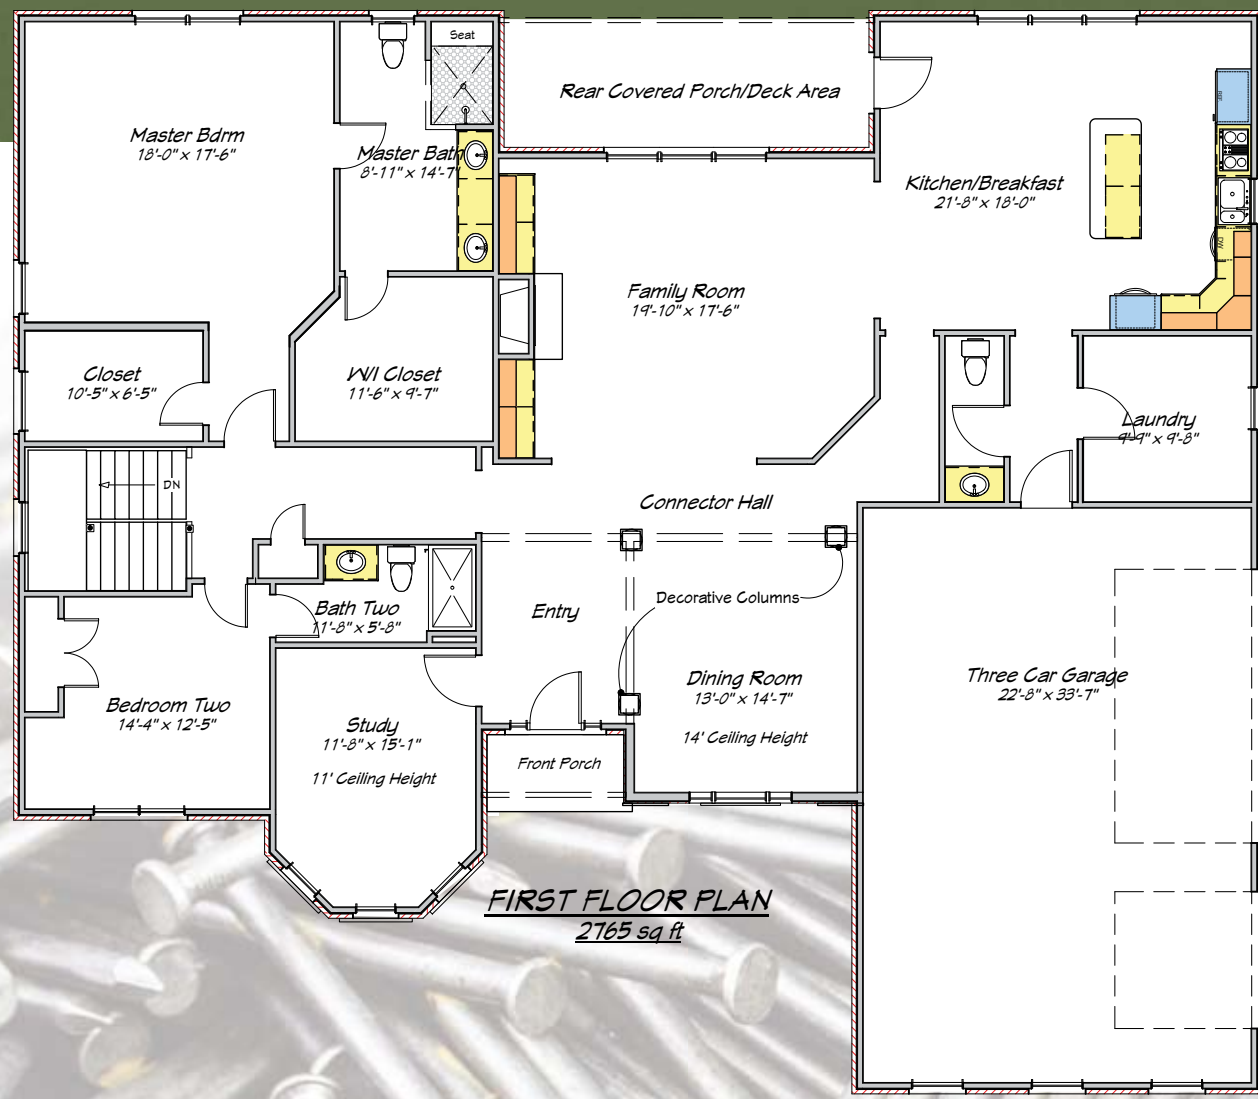 Seat
Rear Covered Porch/Deck Area
Master Bdrm
18'-0" x 17'-6"
Master Bath
8'-11" x 14'-7"
REF
Kitchen/Breakfast
21'-8" x 18'-0"
DW
Family Room
19'-10" x 17'-6"
Closet
10'-5" x 6'-5"
W/I Closet
11'-6" x 9'-7"
Laundry
9'-9" x 9'-8"
DN
Connector Hall
Decorative Columns
Entry
Bath Two
11'-8" x 5'-8"
Bedroom Two
14'-4" x 12'-5"
Study
11'-8" x 15'-1"
11' Ceiling Height
Dining Room
13'-0" x 14'-7"
14' Ceiling Height
Three Car Garage
22'-8" x 33'-7"
Front Porch
FIRST FLOOR PLAN
2765 sq ft